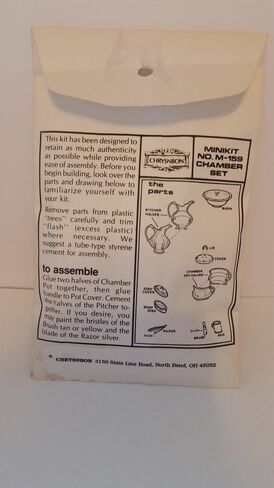 This kit has been designed to
retain as much authenticity
as possible while providing
ease of assembly. Before you
begin building, look over the
parts and drawing below to
familiarize yourself with
your kit.
Remove parts from plastic
"trees" carefully and trim
"flash" (excess plastic)
where necessary. We
suggest a tube-type styrene
cement for assembly.
to assemble
Glue two halves of Chamber
Pot together, then glue
handle to Pot Cover. Cement
the halves of the Pitcher to-
gether. If you desire, you
may paint the bristles of the
Brush tan or yellow and the
blade of the Razor silver.
CHRYSNBON
MINIKIT
NO. M-159
CHAMBER
SET
the
parts
PITCHER
HALVES
BASIN
LID
COVER
CHAMBER
POT HALVES
DISH
COVER
SOAP
DISH
RAZOR
BRUSH
MUG
CHRYSNBON 3150 State Line Road, North Bend, OH 45052